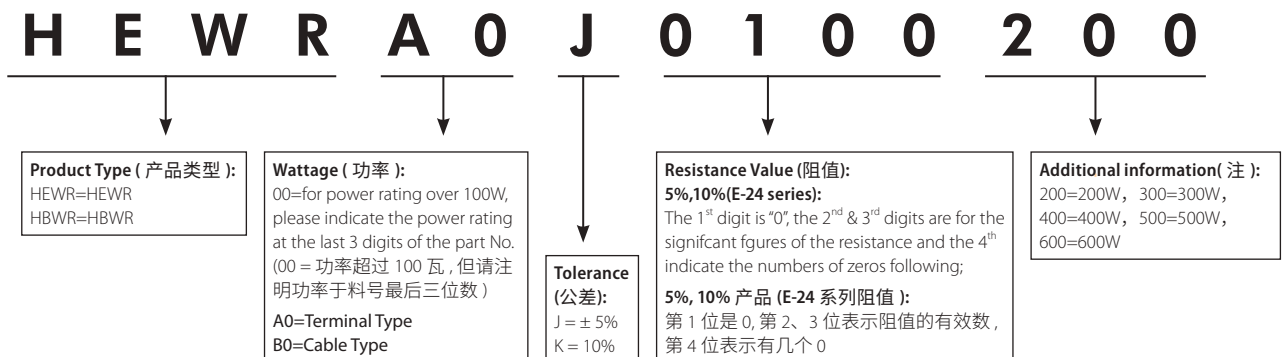 H E W R A 0 J 0 1 0 0 2 0 0
Product Type ( 产品类型 ):
HEWR=HEWR
HBWR=HBWR
Wattage ( 功率 ):
00=for power rating over 100W,
please indicate the power rating
at the last 3 digits of the part No.
(00 = 功率超过 100 瓦 , 但请注
明功率于料号最后三位数 )
A0=Terminal Type
B0=Cable Type
Tolerance
(公差):
J = ± 5%
K = 10%
Resistance Value (阻值):
5%,10%(E-24 series):
The 1st digit is "0", the 2nd & 3rd digits are for the
signifcant fgures of the resistance and the 4th
indicate the numbers of zeros following;
5%, 10% 产品 (E-24 系列阻值 ):
第 1 位是 0, 第 2、3 位表示阻值的有效数 ,
第 4 位表示有几个 0
Additional information( 注 ):
200=200W，300=300W，
400=400W，500=500W，
600=600W